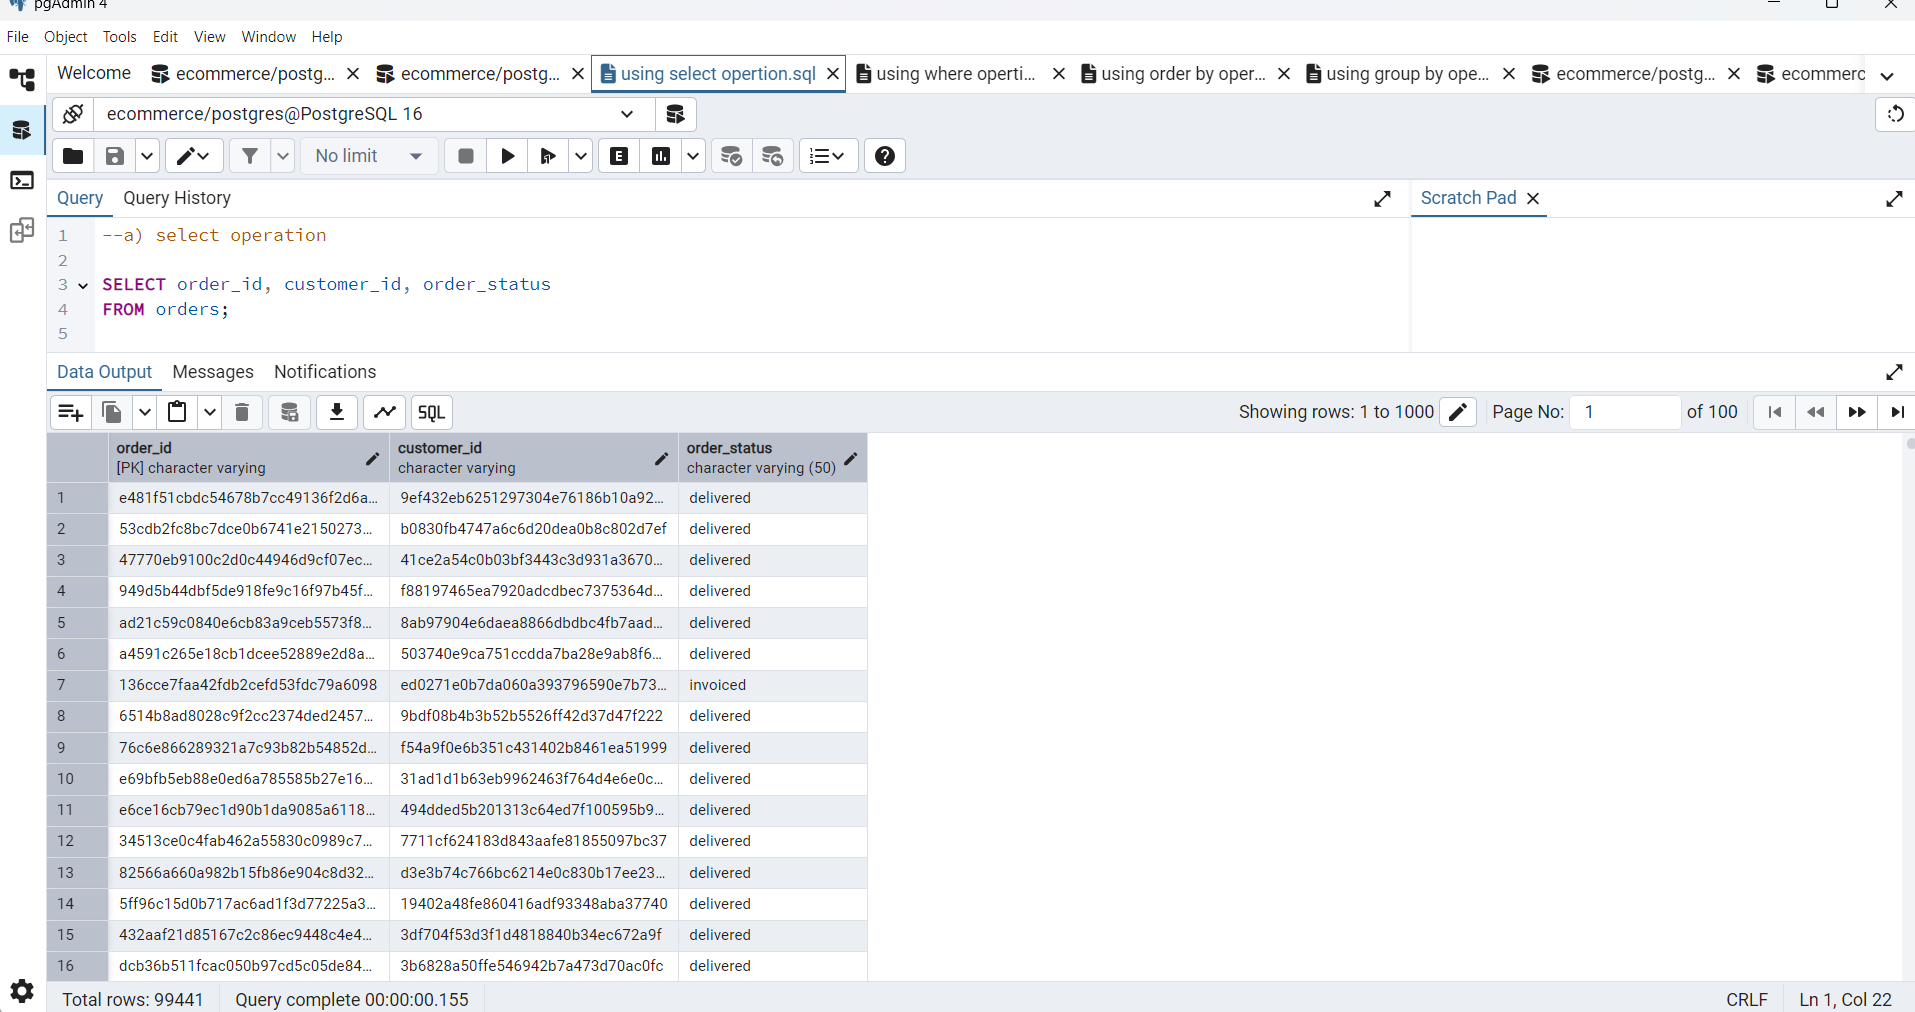 pgAdmin 4
File Object Tools Edit View Window Help
Welcome ecommerce/postg... ecommerce/postg... using select opertion.sql using where operti... using order by oper... using group by ope... ecommerce/postg... ecommerc
ecommerce/postgres@PostgreSQL 16
No limit E
Query Query History Scratch Pad
1 --a) select operation
2
3 SELECT order_id, customer_id, order_status
4 FROM orders;
5
Data Output Messages Notifications
SQL Showing rows: 1 to 1000 Page No: 1 of 100
order_id customer_id order_status
[PK] character varying character varying character varying (50)
1 e481f51cbdc54678b7cc49136f2d6a... 9ef432eb6251297304e76186b10a92... delivered
2 53cdb2fc8bc7dce0b6741e2150273... b0830fb4747a6c6d20dea0b8c802d7ef delivered
3 47770eb9100c2d0c44946d9cf07ec... 41ce2a54c0b03bf3443c3d931a3670... delivered
4 949d5b44dbf5de918fe9c16f97b45f... f88197465ea7920adcdbec7375364d... delivered
5 ad21c59c0840e6cb83a9ceb5573f8... 8ab97904e6daea8866dbdbc4fb7aad... delivered
6 a4591c265e18cb1dcee52889e2d8a... 503740e9ca751ccdda7ba28e9ab8f6... delivered
7 136cce7faa42fdb2cefd53fdc79a6098 ed0271e0b7da060a393796590e7b73... invoiced
8 6514b8ad8028c9f2cc2374ded2457... 9bdf08b4b3b52b5526ff42d37d47f222 delivered
9 76c6e866289321a7c93b82b54852d... f54a9f0e6b351c431402b8461ea51999 delivered
10 e69bfb5eb88e0ed6a785585b27e16... 31ad1d1b63eb9962463f764d4e6e0c... delivered
11 e6ce16cb79ec1d90b1da9085a6118... 494dded5b201313c64ed7f100595b9... delivered
12 34513ce0c4fab462a55830c0989c7... 7711cf624183d843aafe81855097bc37 delivered
13 82566a660a982b15fb86e904c8d32... d3e3b74c766bc6214e0c830b17ee23... delivered
14 5ff96c15d0b717ac6ad1f3d77225a3... 19402a48fe860416adf93348aba37740 delivered
15 432aaf21d85167c2c86ec9448c4e4... 3df704f53d3f1d4818840b34ec672a9f delivered
16 dcb36b511fcac050b97cd5c05de84... 3b6828a50ffe546942b7a473d70ac0fc delivered
Total rows: 99441 Query complete 00:00:00.155 CRLF Ln 1, Col 22